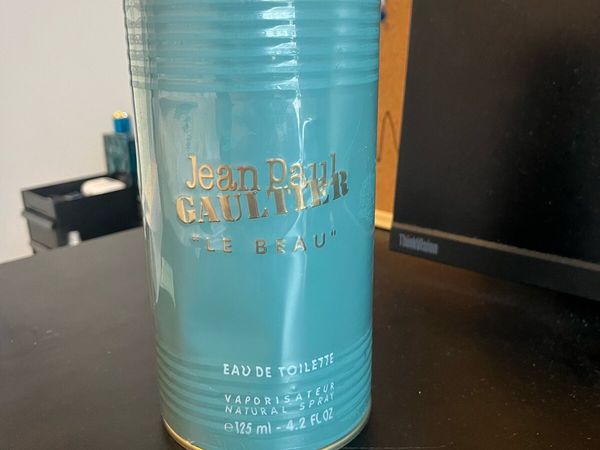 Jean Paul
GAULTIER
"LE BEAU"
EAU DE TOILETTE
VAPORISATEUR
NATURAL SPRAY
e125 ml - 4.2 FL OZ
ThinkVision